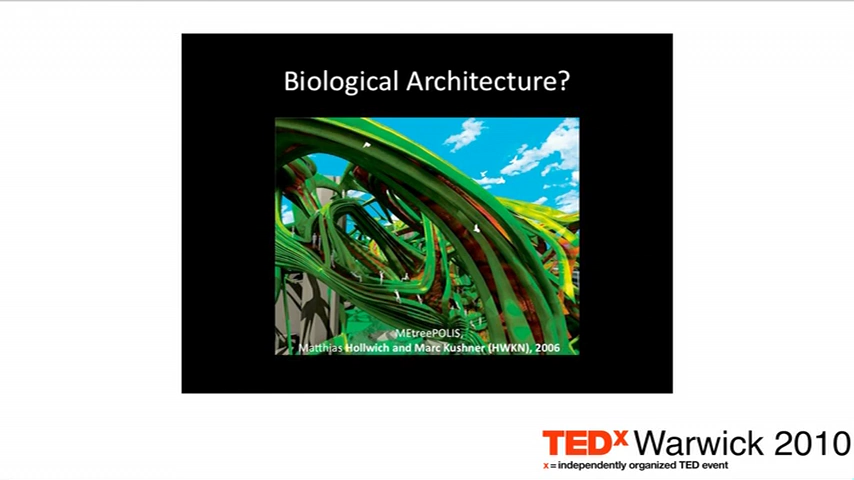 Biological Architecture?
MEtreePOLIS,
Matthias Hollwich and Marc Kushner (HWKN), 2006
TEDx Warwick 2010
x = independently organized TED event